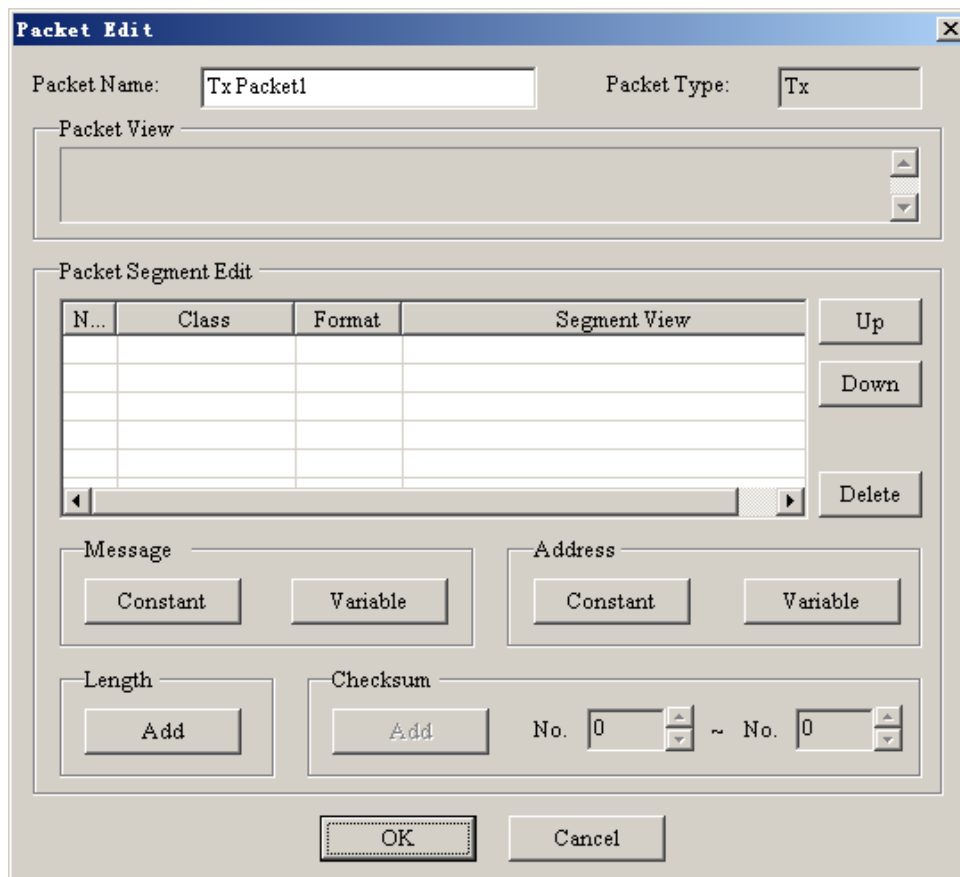 Packet Edit
Packet Name: Tx Packet1 Packet Type: Tx
Packet View
Packet Segment Edit
N... Class Format Segment View
Up
Down
Delete
Message Address
Constant Variable Constant Variable
Length Checksum
Add Add No. 0 ~ No. 0
OK Cancel